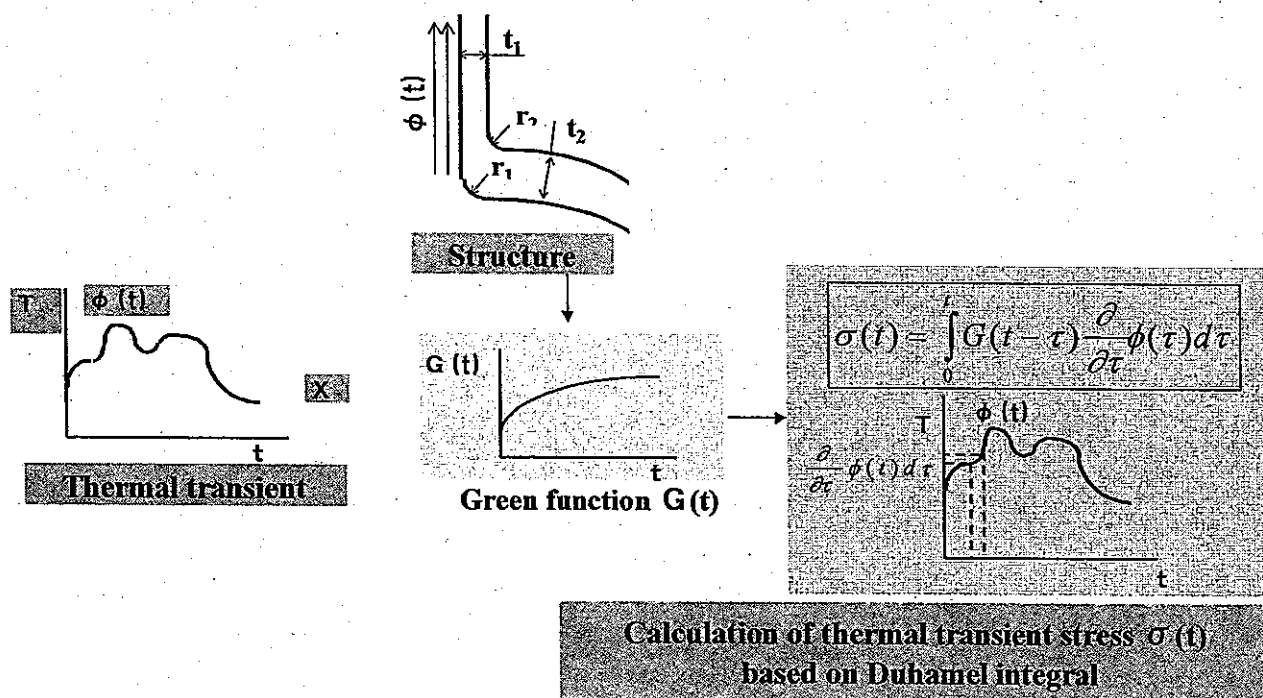 t₁
ϕ (t)
r₂
t₂
r₁
Structure
T
ϕ (t)
X
t
Thermal transient
G (t)
t
Green function G(t)
σ(t) = ∫₀ᵗ G(t − τ) ∂/∂τ ϕ(τ) dτ
T
ϕ (t)
∂/∂τ ϕ(t) dτ
t
Calculation of thermal transient stress σ(t)
based on Duhamel integral